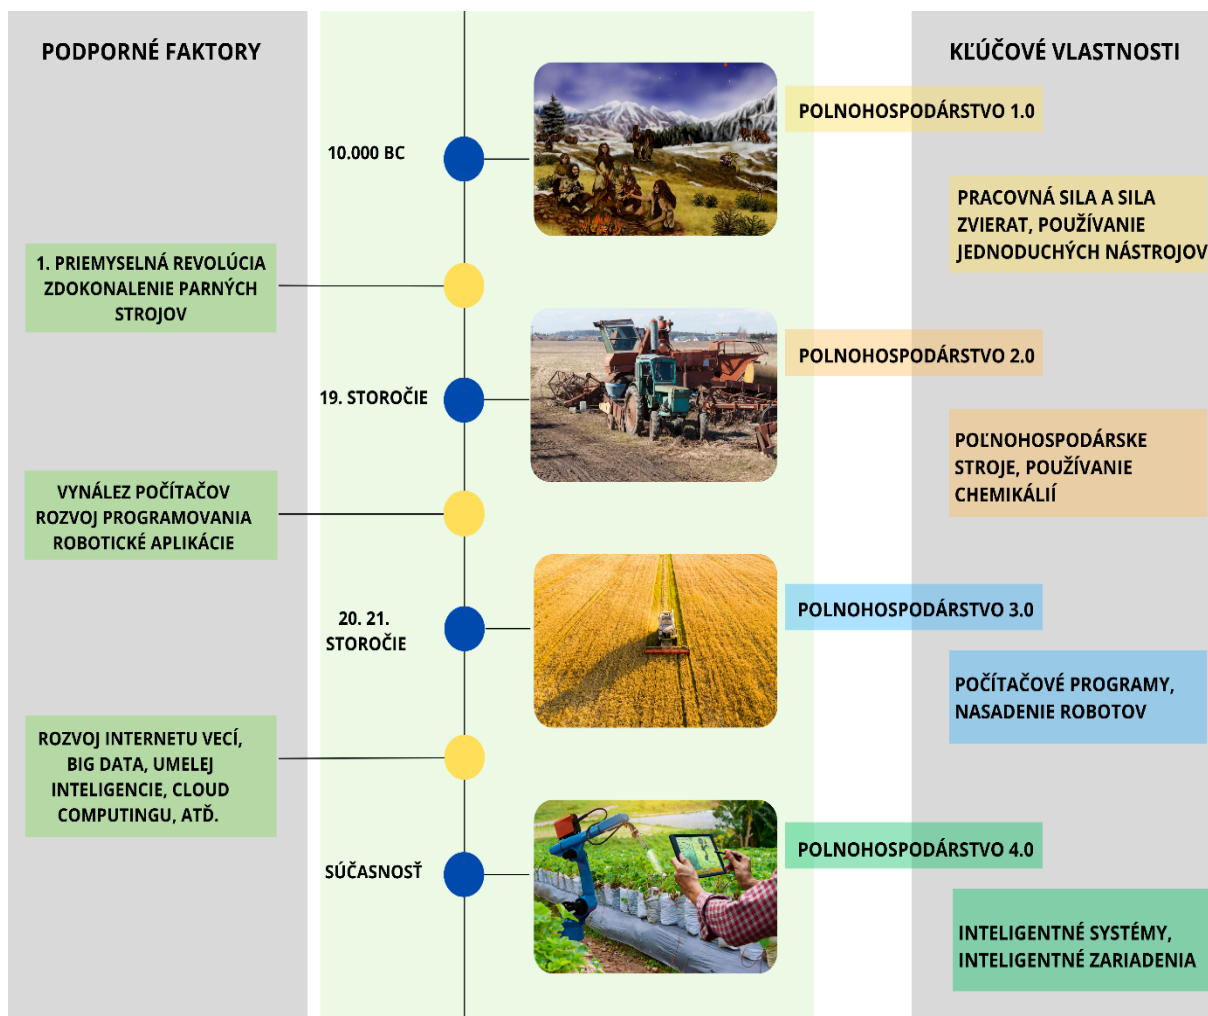 PODPORNÉ FAKTORY
KĽÚČOVÉ VLASTNOSTI
POLNOHOSPODÁRSTVO 1.0
10.000 BC
PRACOVNÁ SILA A SILA
ZVIERAT, POUŽÍVANIE
JEDNODUCHÝCH NÁSTROJOV
1. PRIEMYSELNÁ REVOLÚCIA
ZDOKONALENIE PARNÝCH
STROJOV
POLNOHOSPODÁRSTVO 2.0
19. STOROČIE
POĽNOHOSPODÁRSKE
STROJE, POUŽÍVANIE
CHEMIKÁLIÍ
VYNÁLEZ POČÍTAČOV
ROZVOJ PROGRAMOVANIA
ROBOTICKÉ APLIKÁCIE
POLNOHOSPODÁRSTVO 3.0
20. 21.
STOROČIE
POČÍTAČOVÉ PROGRAMY,
NASADENIE ROBOTOV
ROZVOJ INTERNETU VECÍ,
BIG DATA, UMELEJ
INTELIGENCIE, CLOUD
COMPUTINGU, ATĎ.
POLNOHOSPODÁRSTVO 4.0
SÚČASNOSŤ
INTELIGENTNÉ SYSTÉMY,
INTELIGENTNÉ ZARIADENIA